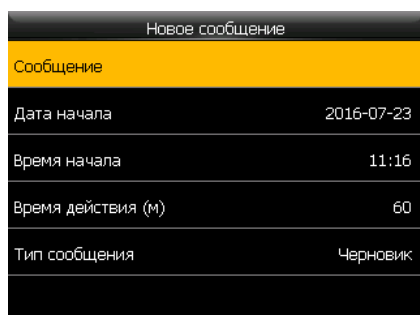 Новое сообщение
Сообщение
Дата начала 2016-07-23
Время начала 11:16
Время действия (м) 60
Тип сообщения Черновик